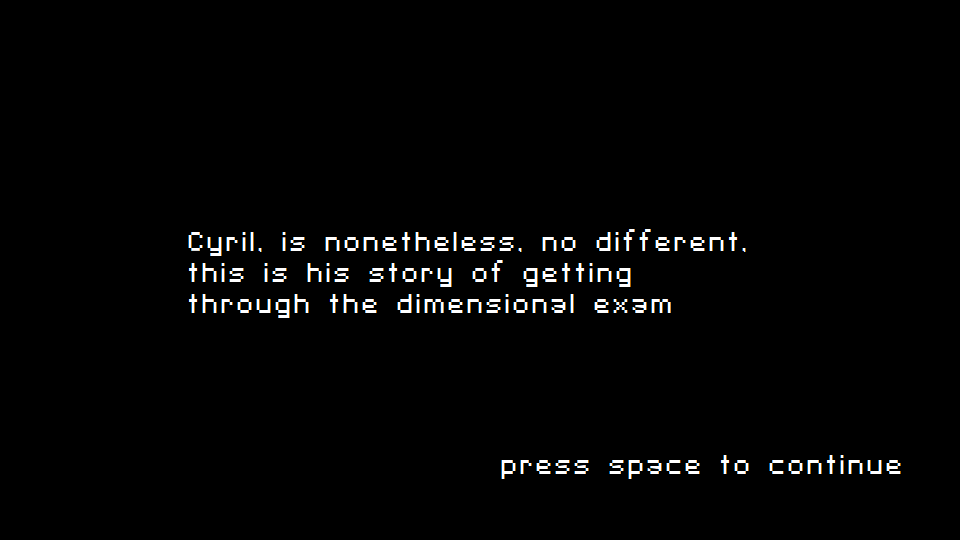 Cyril, is nonetheless, no different,
this is his story of getting
through the dimensional exam
press space to continue